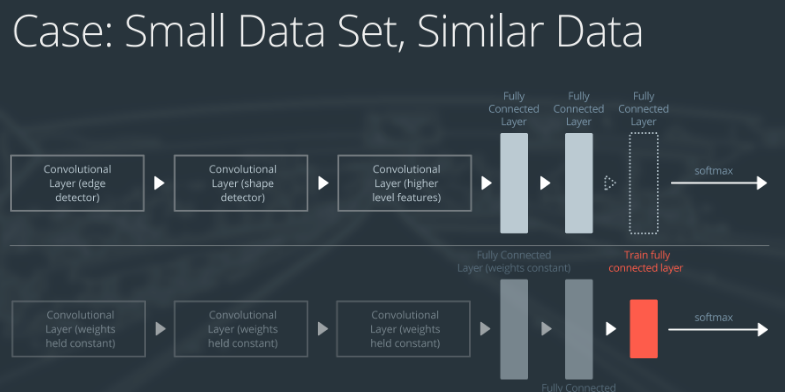 Case: Small Data Set, Similar Data
Fully
Connected
Layer
Fully
Connected
Layer
Fully
Connected
Layer
Convolutional
Layer (edge
detector)
Convolutional
Layer (shape
detector)
Convolutional
Layer (higher
level features)
softmax
Fully Connected
Layer (weights constant)
Train fully
connected layer
Convolutional
Layer (weights
held constant)
Convolutional
Layer (weights
held constant)
Convolutional
Layer (weights
held constant)
softmax
Fully Connected